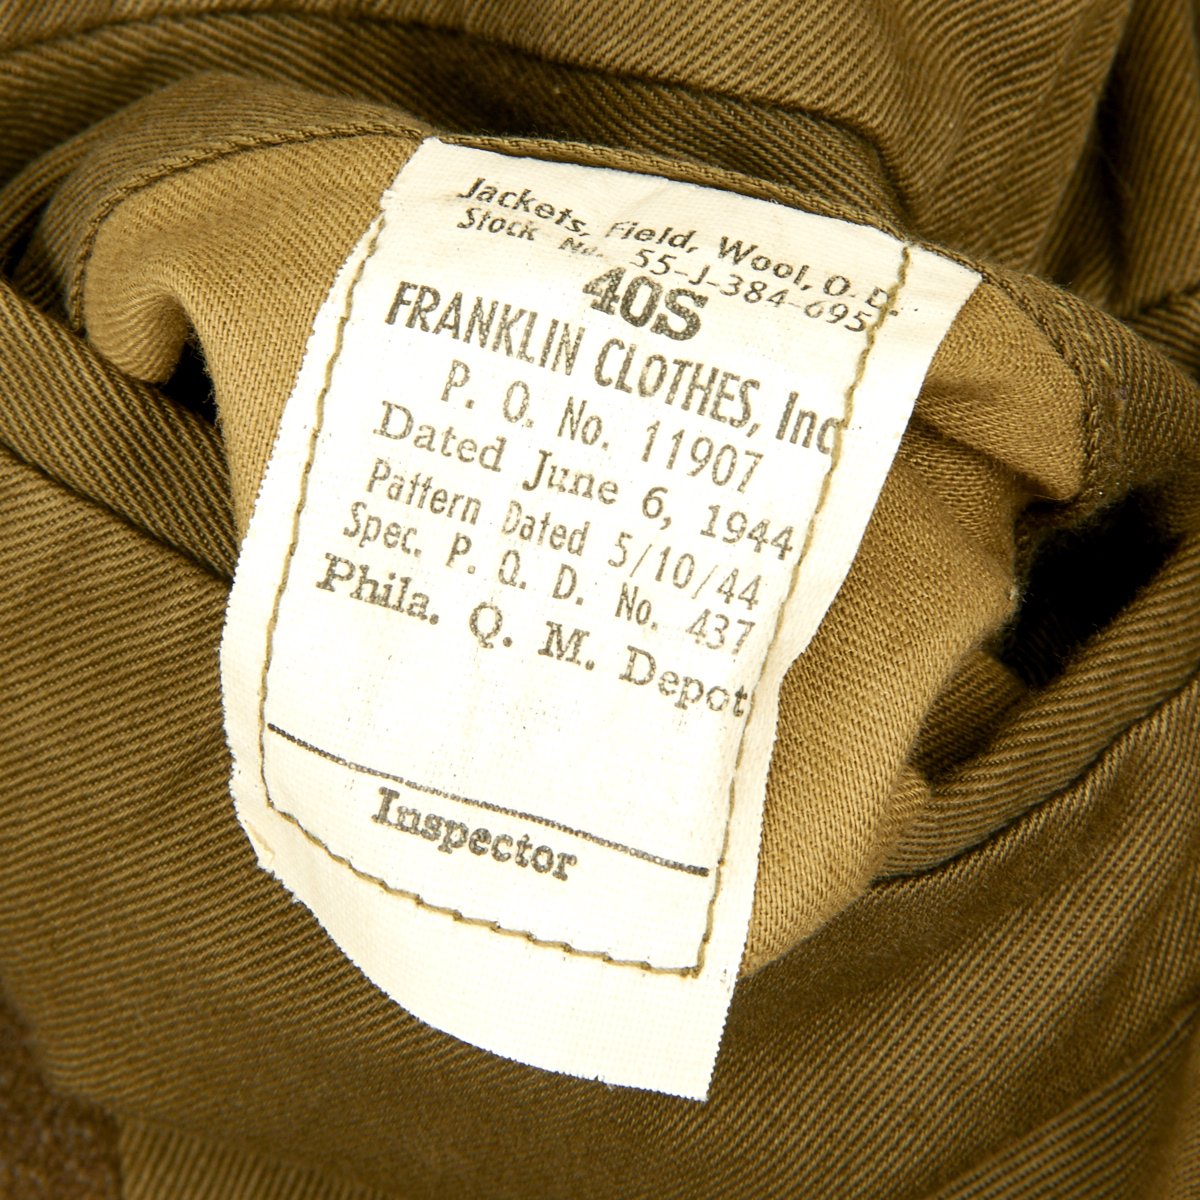 Jackets, Field, Wool, O. D.
Stock No. 55-J-384-695
40S
FRANKLIN CLOTHES, Inc
P. O. No. 11907
Dated June 6, 1944
Pattern Dated 5/10/44
Spec. P. Q. D. No. 437
Phila. Q. M. Depot
Inspector